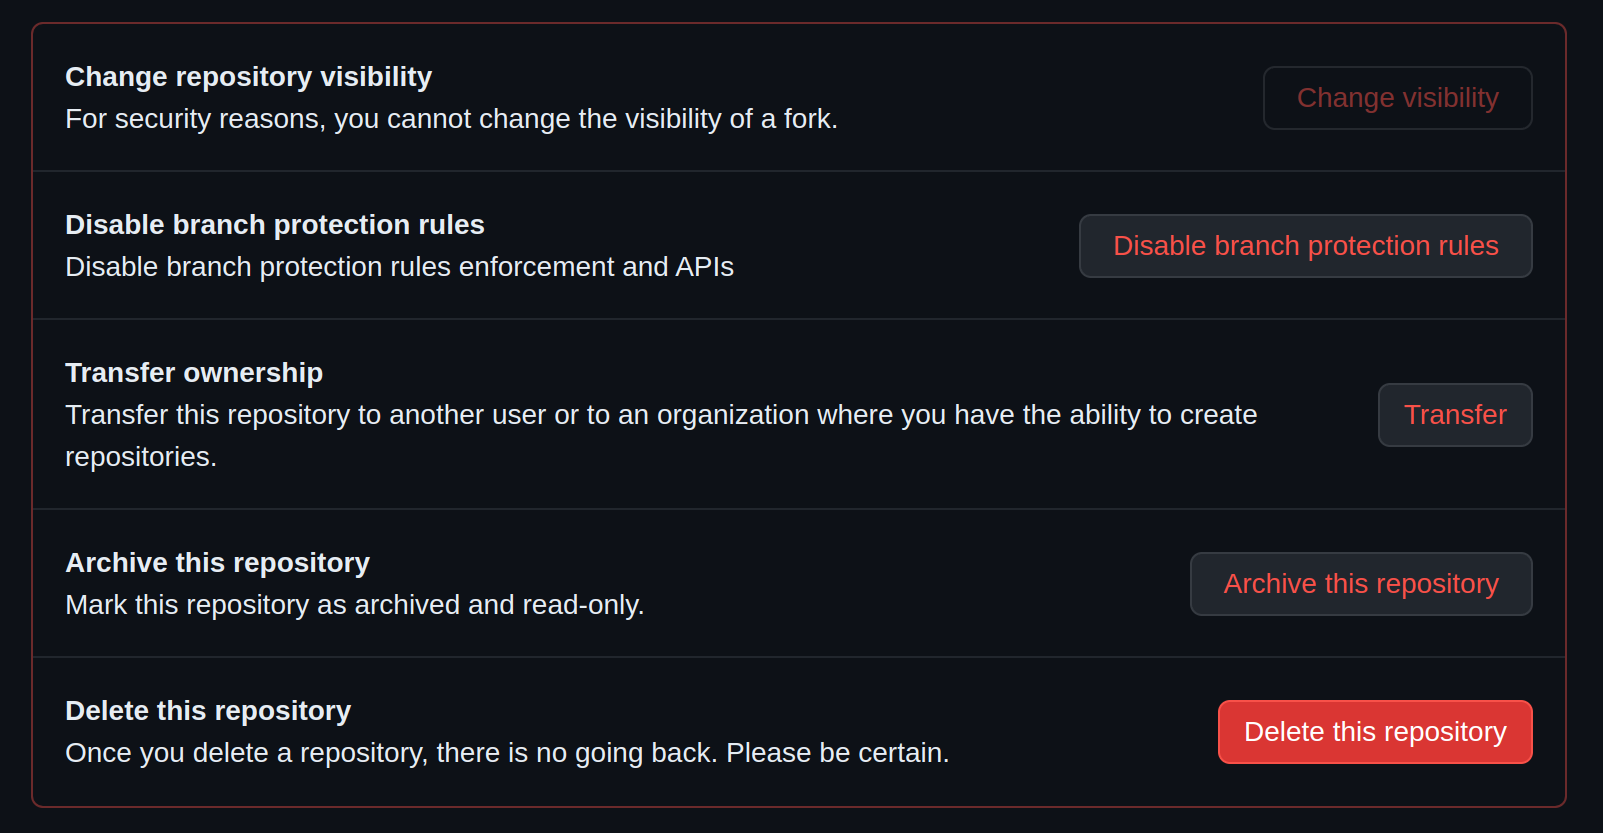 Change repository visibility
For security reasons, you cannot change the visibility of a fork.
Change visibility
Disable branch protection rules
Disable branch protection rules enforcement and APIs
Disable branch protection rules
Transfer ownership
Transfer this repository to another user or to an organization where you have the ability to create
repositories.
Transfer
Archive this repository
Mark this repository as archived and read-only.
Archive this repository
Delete this repository
Once you delete a repository, there is no going back. Please be certain.
Delete this repository